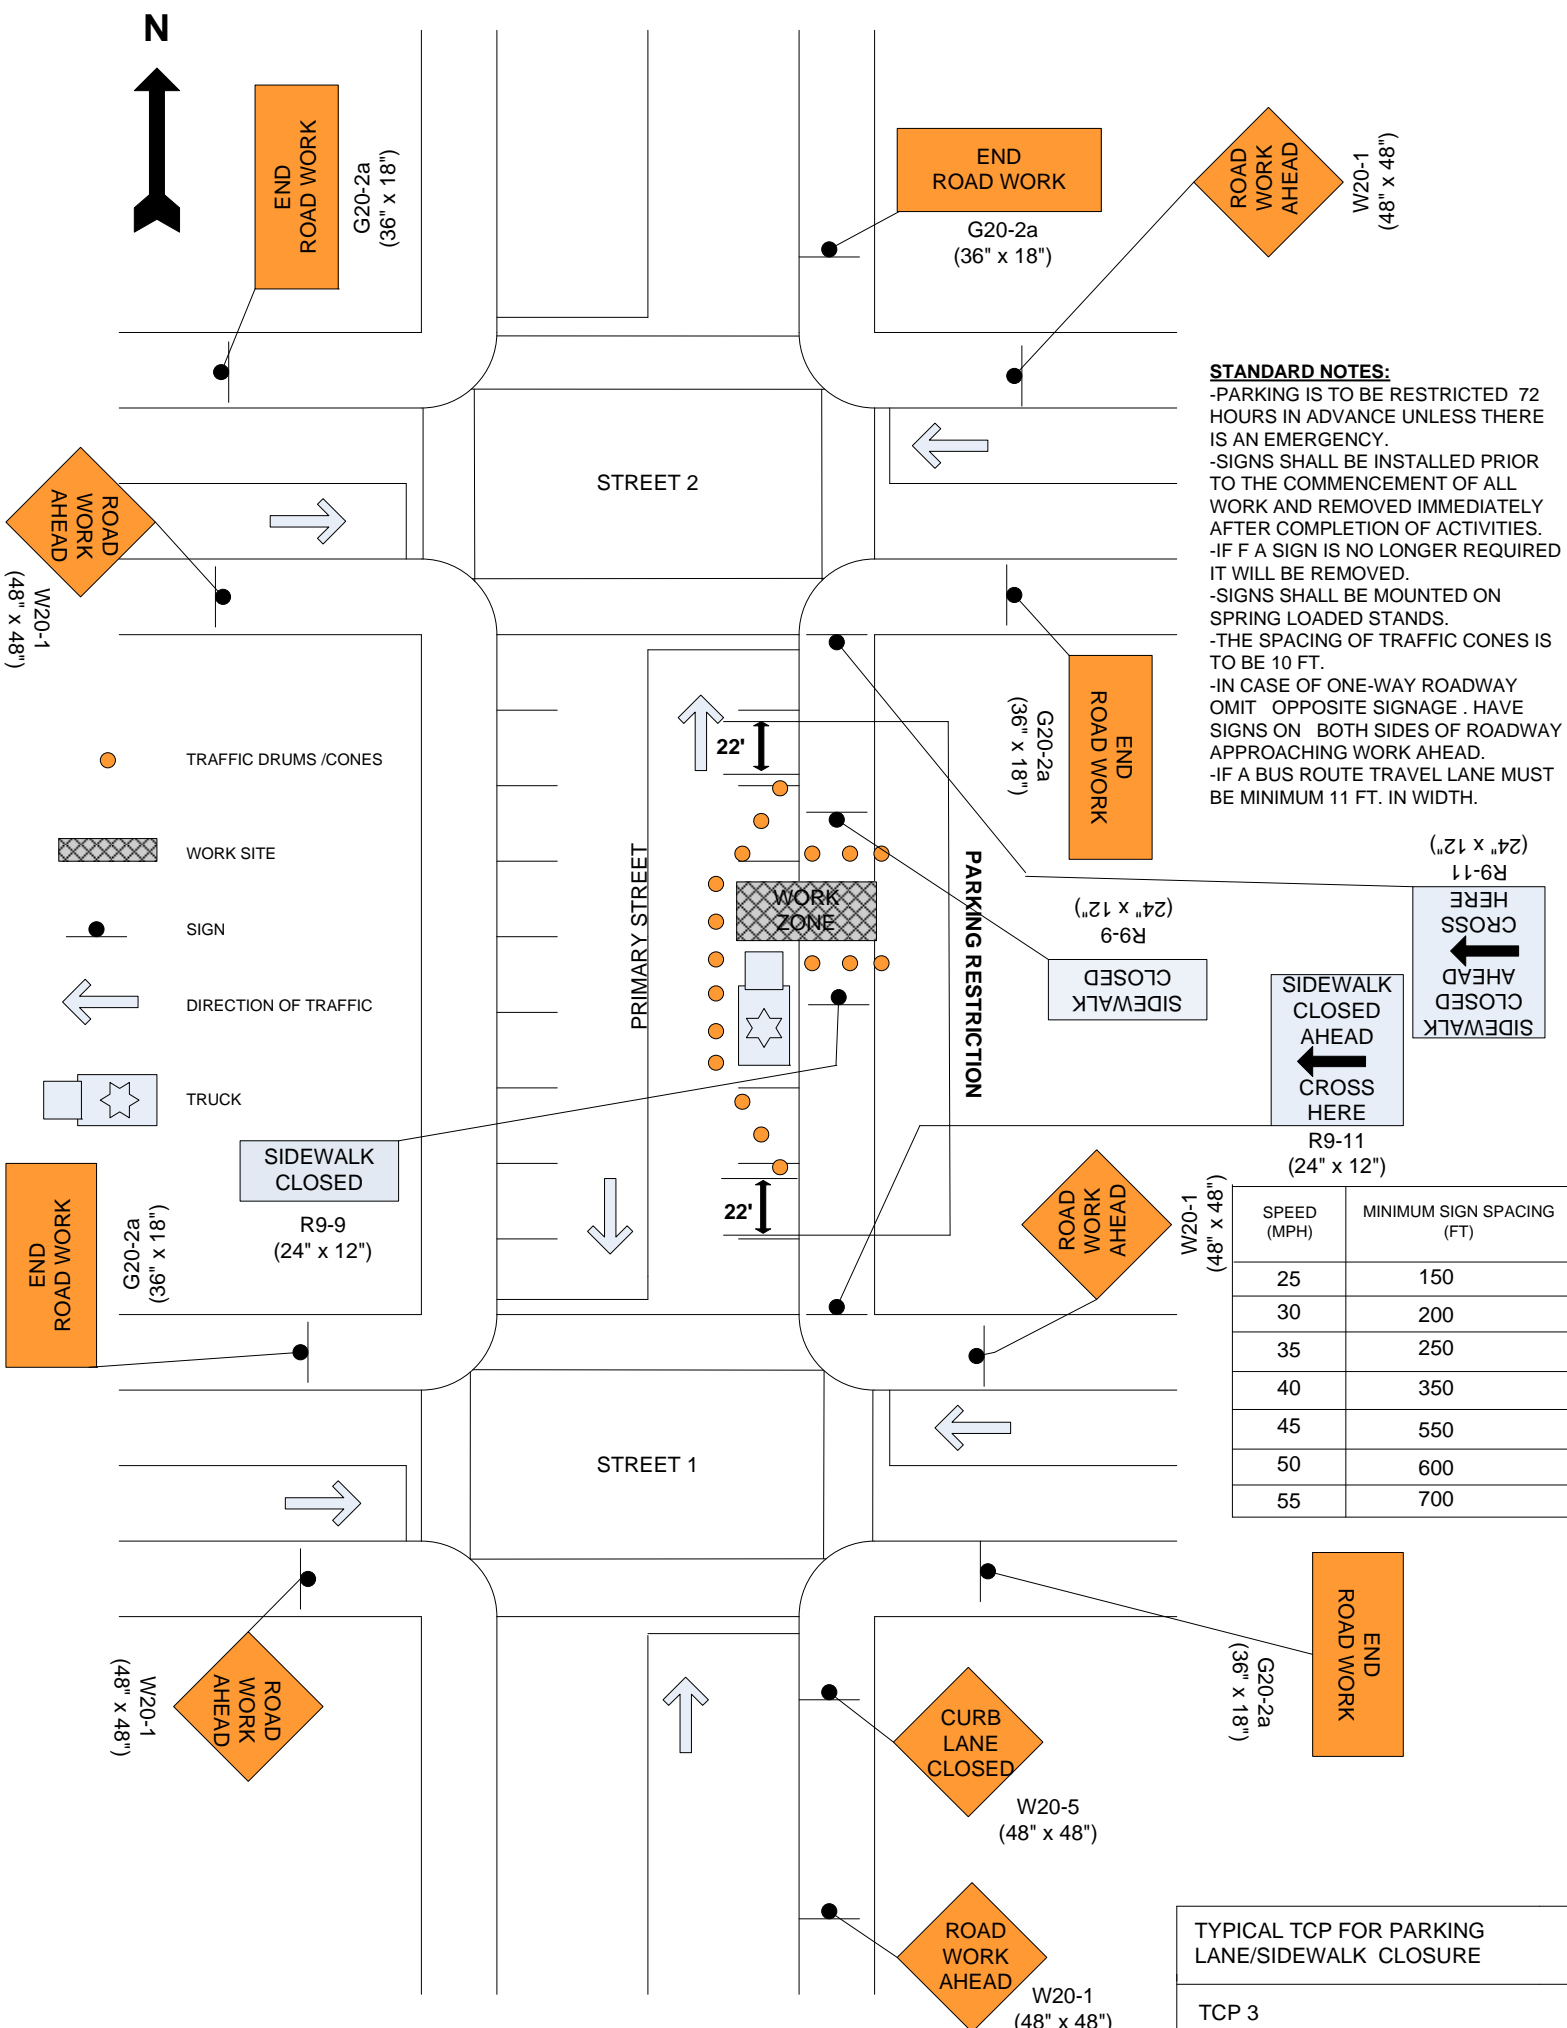 N
END
ROAD WORK
G20-2a
(36" x 18")
END
ROAD WORK
G20-2a
(36" x 18")
ROAD
WORK
AHEAD
W20-1
(48" x 48")
STANDARD NOTES:
-PARKING IS TO BE RESTRICTED 72
HOURS IN ADVANCE UNLESS THERE
IS AN EMERGENCY.
-SIGNS SHALL BE INSTALLED PRIOR
TO THE COMMENCEMENT OF ALL
WORK AND REMOVED IMMEDIATELY
AFTER COMPLETION OF ACTIVITIES.
-IF F A SIGN IS NO LONGER REQUIRED
IT WILL BE REMOVED.
-SIGNS SHALL BE MOUNTED ON
SPRING LOADED STANDS.
-THE SPACING OF TRAFFIC CONES IS
TO BE 10 FT.
-IN CASE OF ONE-WAY ROADWAY
OMIT OPPOSITE SIGNAGE . HAVE
SIGNS ON BOTH SIDES OF ROADWAY
APPROACHING WORK AHEAD.
-IF A BUS ROUTE TRAVEL LANE MUST
BE MINIMUM 11 FT. IN WIDTH.
STREET 2
ROAD
WORK
AHEAD
W20-1
(48" x 48")
END
ROAD WORK
G20-2a
(36" x 18")
TRAFFIC DRUMS /CONES
WORK SITE
SIGN
DIRECTION OF TRAFFIC
TRUCK
22'
PRIMARY STREET
WORK
ZONE
PARKING RESTRICTION
22'
SIDEWALK
CLOSED
R9-9
(24" x 12")
SIDEWALK
CLOSED
AHEAD
CROSS
HERE
R9-11
(24" x 12")
SIDEWALK
CLOSED
AHEAD
CROSS
HERE
R9-11
(24" x 12")
SIDEWALK
CLOSED
R9-9
(24" x 12")
END
ROAD WORK
G20-2a
(36" x 18")
ROAD
WORK
AHEAD
W20-1
(48" x 48")
SPEED
(MPH)
MINIMUM SIGN SPACING
(FT)
25 150
30 200
35 250
40 350
45 550
50 600
55 700
STREET 1
ROAD
WORK
AHEAD
W20-1
(48" x 48")
END
ROAD WORK
G20-2a
(36" x 18")
CURB
LANE
CLOSED
W20-5
(48" x 48")
ROAD
WORK
AHEAD
W20-1
(48" x 48")
TYPICAL TCP FOR PARKING
LANE/SIDEWALK CLOSURE
TCP 3